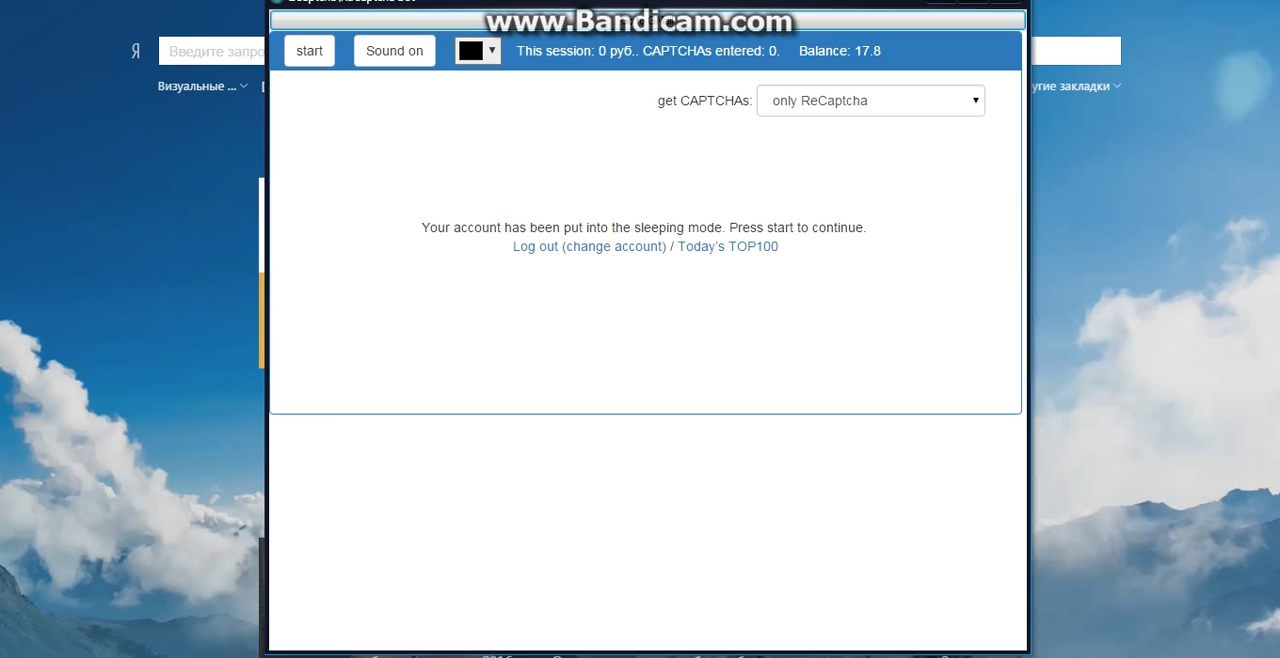 www.Bandicam.com
start Sound on This session: 0 руб.. CAPTCHAs entered: 0. Balance: 17.8
Я Введите запро
Визуальные ... угие закладки
get CAPTCHAs: only ReCaptcha
Your account has been put into the sleeping mode. Press start to continue.
Log out (change account) / Today's TOP100